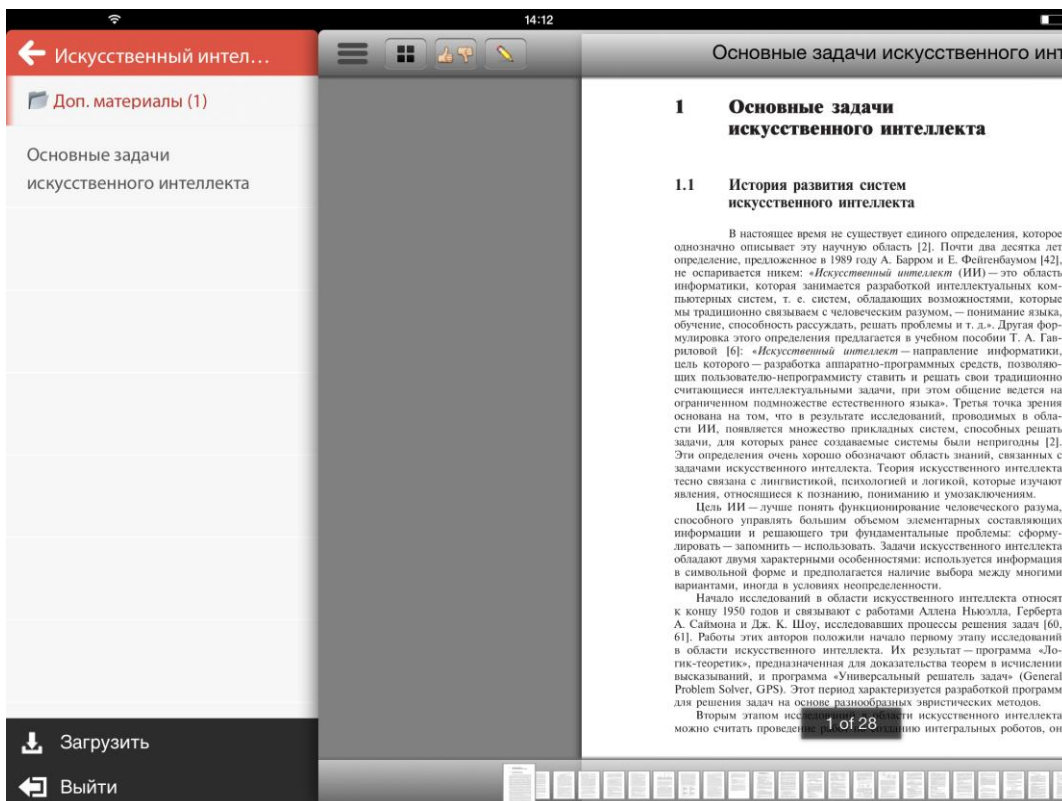 14:12
Искусственный интел...
Доп. материалы (1)
Основные задачи
искусственного интеллекта
Загрузить
Выйти
Основные задачи искусственного инт
1 Основные задачи
искусственного интеллекта
1.1 История развития систем
искусственного интеллекта
В настоящее время не существует единого определения, которое
однозначно описывает эту научную область [2]. Почти два десятка лет
определение, предложенное в 1989 году А. Барром и Е. Фейгенбаумом [42],
не оспаривается никем: «Искусственный интеллект (ИИ) — это область
информатики, которая занимается разработкой интеллектуальных ком-
пьютерных систем, т. е. систем, обладающих возможностями, которые
мы традиционно связываем с человеческим разумом, — понимание языка,
обучение, способность рассуждать, решать проблемы и т. д.». Другая фор-
мулировка этого определения предлагается в учебном пособии Т. А. Гав-
риловой [6]: «Искусственный интеллект — направление информатики,
цель которого — разработка аппаратно-программных средств, позволяю-
щих пользователю-непрограммисту ставить и решать свои традиционно
считающиеся интеллектуальными задачи, при этом общение ведется на
ограниченном подмножестве естественного языка». Третья точка зрения
основана на том, что в результате исследований, проводимых в обла-
сти ИИ, появляется множество прикладных систем, способных решать
задачи, для которых ранее создаваемые системы были непригодны [2].
Эти определения очень хорошо обозначают область знаний, связанных с
задачами искусственного интеллекта. Теория искусственного интеллекта
тесно связана с лингвистикой, психологией и логикой, которые изучают
явления, относящиеся к познанию, пониманию и умозаключениям.
Цель ИИ — лучше понять функционирование человеческого разума,
способного управлять большим объемом элементарных составляющих
информации и решающего три фундаментальные проблемы: сформу-
лировать — запомнить — использовать. Задачи искусственного интеллекта
обладают двумя характерными особенностями: используется информация
в символьной форме и предполагается наличие выбора между многими
вариантами, иногда в условиях неопределенности.
Начало исследований в области искусственного интеллекта относят
к концу 1950 годов и связывают с работами Аллена Ньюэлла, Герберта
А. Саймона и Дж. К. Шоу, исследовавших процессы решения задач [60,
61]. Работы этих авторов положили начало первому этапу исследований
в области искусственного интеллекта. Их результат — программа «Ло-
гик-теоретик», предназначенная для доказательства теорем в исчислении
высказываний, и программа «Универсальный решатель задач» (General
Problem Solver, GPS). Этот период характеризуется разработкой программ
для решения задач на основе разнообразных эвристических методов.
Вторым этапом исследований в области искусственного интеллекта
можно считать проведение работ по созданию интегральных роботов, он
1 of 28